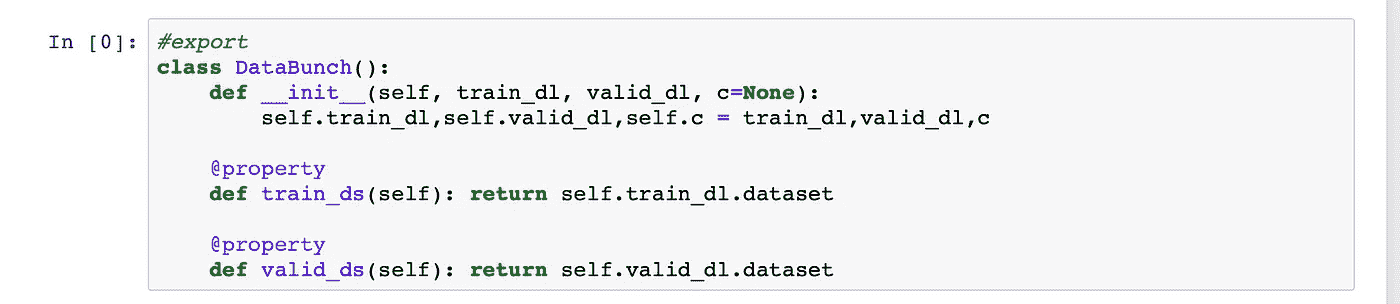 In [0]: #export
class DataBunch():
    def __init__(self, train_dl, valid_dl, c=None):
        self.train_dl,self.valid_dl,self.c = train_dl,valid_dl,c
    @property
    def train_ds(self): return self.train_dl.dataset
    @property
    def valid_ds(self): return self.valid_dl.dataset